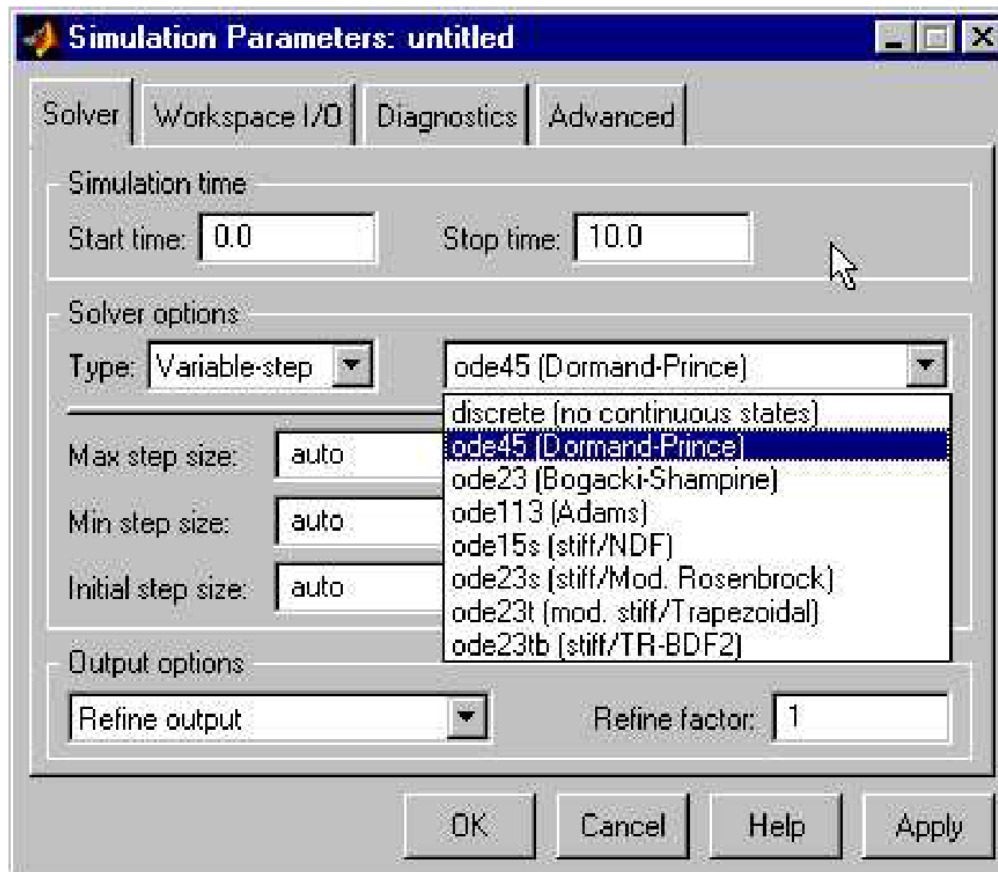 Simulation Parameters: untitled
Solver Workspace I/O Diagnostics Advanced
Simulation time
Start time: 0.0 Stop time: 10.0
Solver options
Type: Variable-step ode45 (Dormand-Prince)
discrete (no continuous states)
ode45 (Dormand-Prince)
Max step size: auto
ode23 (Bogacki-Shampine)
ode113 (Adams)
Min step size: auto
ode15s (stiff/NDF)
ode23s (stiff/Mod. Rosenbrock)
Initial step size: auto
ode23t (mod. stiff/Trapezoidal)
ode23tb (stiff/TR-BDF2)
Output options
Refine output Refine factor: 1
OK Cancel Help Apply